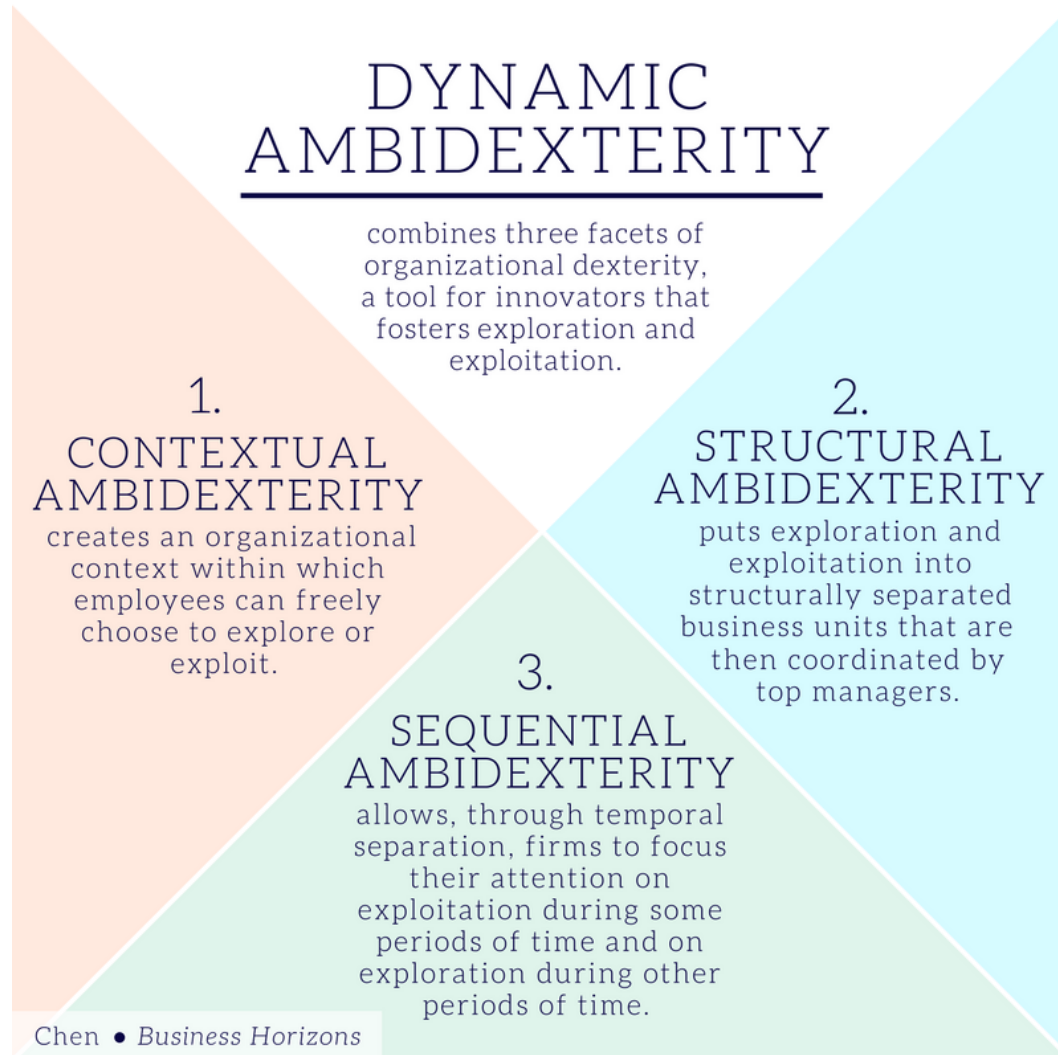 DYNAMIC
AMBIDEXTERITY
combines three facets of
organizational dexterity,
a tool for innovators that
fosters exploration and
exploitation.
1.
CONTEXTUAL
AMBIDEXTERITY
creates an organizational
context within which
employees can freely
choose to explore or
exploit.
2.
STRUCTURAL
AMBIDEXTERITY
puts exploration and
exploitation into
structurally separated
business units that are
then coordinated by
top managers.
3.
SEQUENTIAL
AMBIDEXTERITY
allows, through temporal
separation, firms to focus
their attention on
exploitation during some
periods of time and on
exploration during other
periods of time.
Chen ● Business Horizons